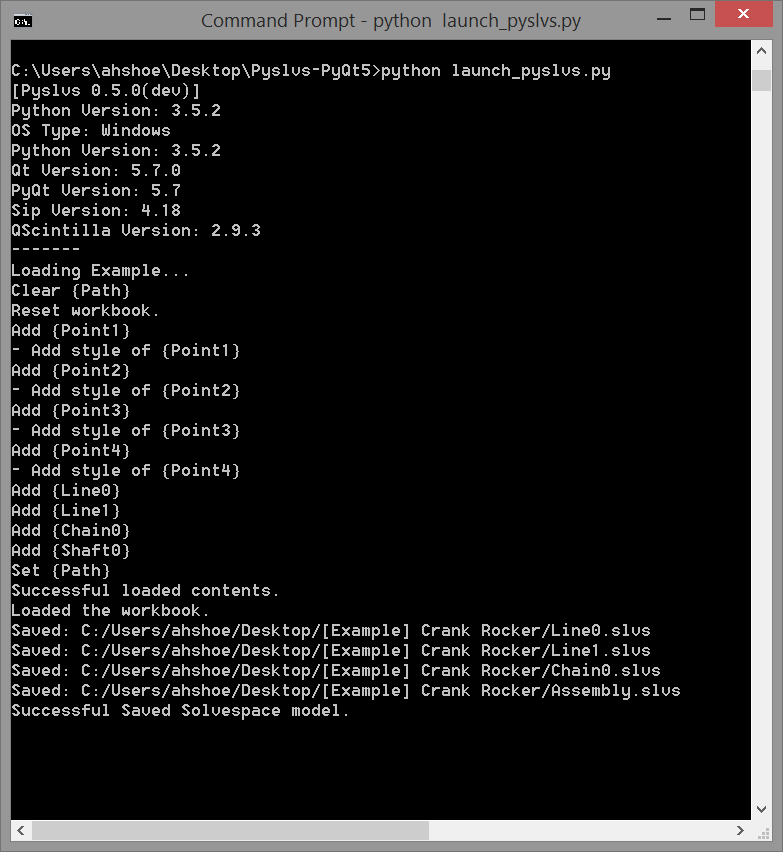 Command Prompt - python  launch_pyslvs.py
C:\Users\ahshoe\Desktop\Pyslvs-PyQt5>python launch_pyslvs.py
[Pyslvs 0.5.0(dev)]
Python Version: 3.5.2
OS Type: Windows
Python Version: 3.5.2
Qt Version: 5.7.0
PyQt Version: 5.7
Sip Version: 4.18
QScintilla Version: 2.9.3
-------
Loading Example...
Clear {Path}
Reset workbook.
Add {Point1}
- Add style of {Point1}
Add {Point2}
- Add style of {Point2}
Add {Point3}
- Add style of {Point3}
Add {Point4}
- Add style of {Point4}
Add {Line0}
Add {Line1}
Add {Chain0}
Add {Shaft0}
Set {Path}
Successful loaded contents.
Loaded the workbook.
Saved: C:/Users/ahshoe/Desktop/[Example] Crank Rocker/Line0.slvs
Saved: C:/Users/ahshoe/Desktop/[Example] Crank Rocker/Line1.slvs
Saved: C:/Users/ahshoe/Desktop/[Example] Crank Rocker/Chain0.slvs
Saved: C:/Users/ahshoe/Desktop/[Example] Crank Rocker/Assembly.slvs
Successful Saved Solvespace model.